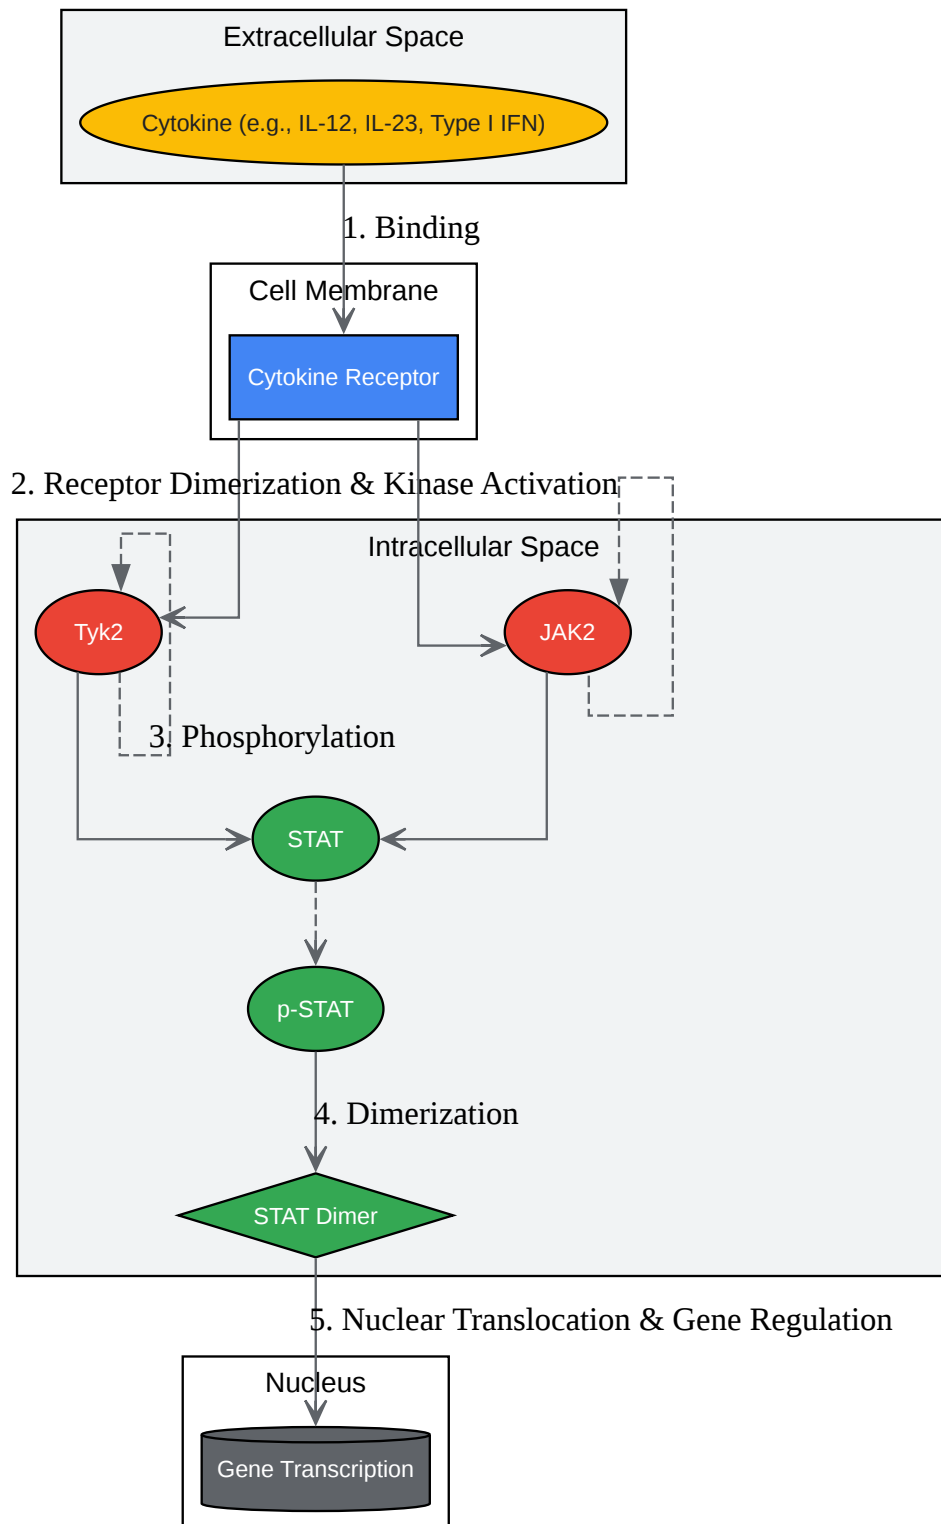 Extracellular Space
Cytokine (e.g., IL-12, IL-23, Type I IFN)
1. Binding
Cell Membrane
Cytokine Receptor
2. Receptor Dimerization & Kinase Activation
Intracellular Space
Tyk2
JAK2
3. Phosphorylation
STAT
p-STAT
4. Dimerization
STAT Dimer
5. Nuclear Translocation & Gene Regulation
Nucleus
Gene Transcription